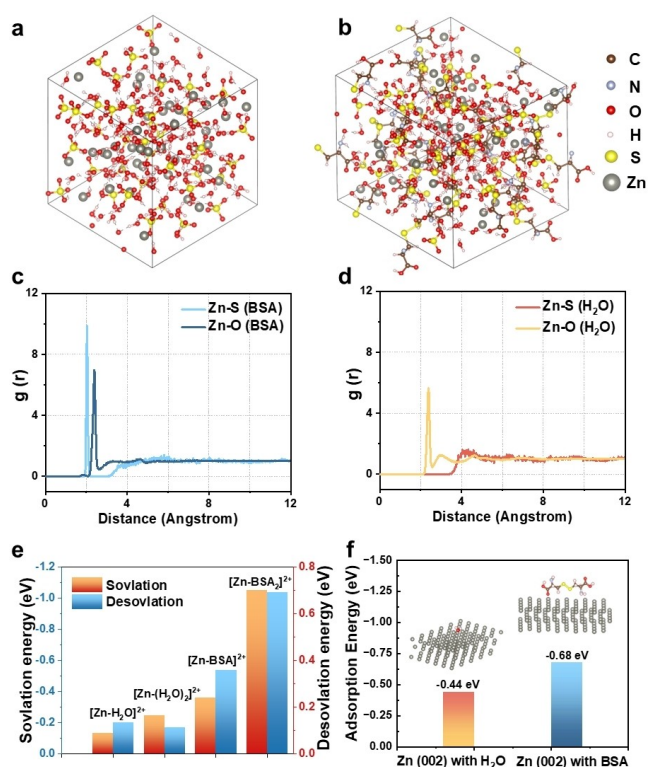 a
b
C
N
O
H
S
Zn
c
12
8
4
0
g (r)
Zn-S (BSA)
Zn-O (BSA)
0 4 8 12
Distance (Angstrom)
d
12
8
4
0
g (r)
Zn-S (H₂O)
Zn-O (H₂O)
0 4 8 12
Distance (Angstrom)
e
-1.2
-1.0
-0.8
-0.6
-0.4
-0.2
0.0
Sovlation energy (eV)
Sovlation
Desovlation
[Zn-H₂O]²⁺
[Zn-(H₂O)₂]²⁺
[Zn-BSA]²⁺
[Zn-BSA₂]²⁺
0.8
0.6
0.4
0.2
0.0
Desovlation energy (eV)
f
−1.50
−1.25
−1.00
−0.75
−0.50
−0.25
0.00
Adsorption Energy (eV)
-0.44 eV
-0.68 eV
Zn (002) with H₂O Zn (002) with BSA